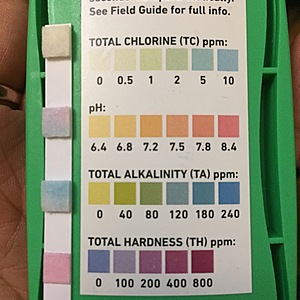 See Field Guide for full info.
TOTAL CHLORINE (TC) ppm:
0 0.5 1 2 5 10
pH:
6.4 6.8 7.2 7.5 7.8 8.4
TOTAL ALKALINITY (TA) ppm:
0 40 80 120 180 240
TOTAL HARDNESS (TH) ppm:
0 100 200 400 800